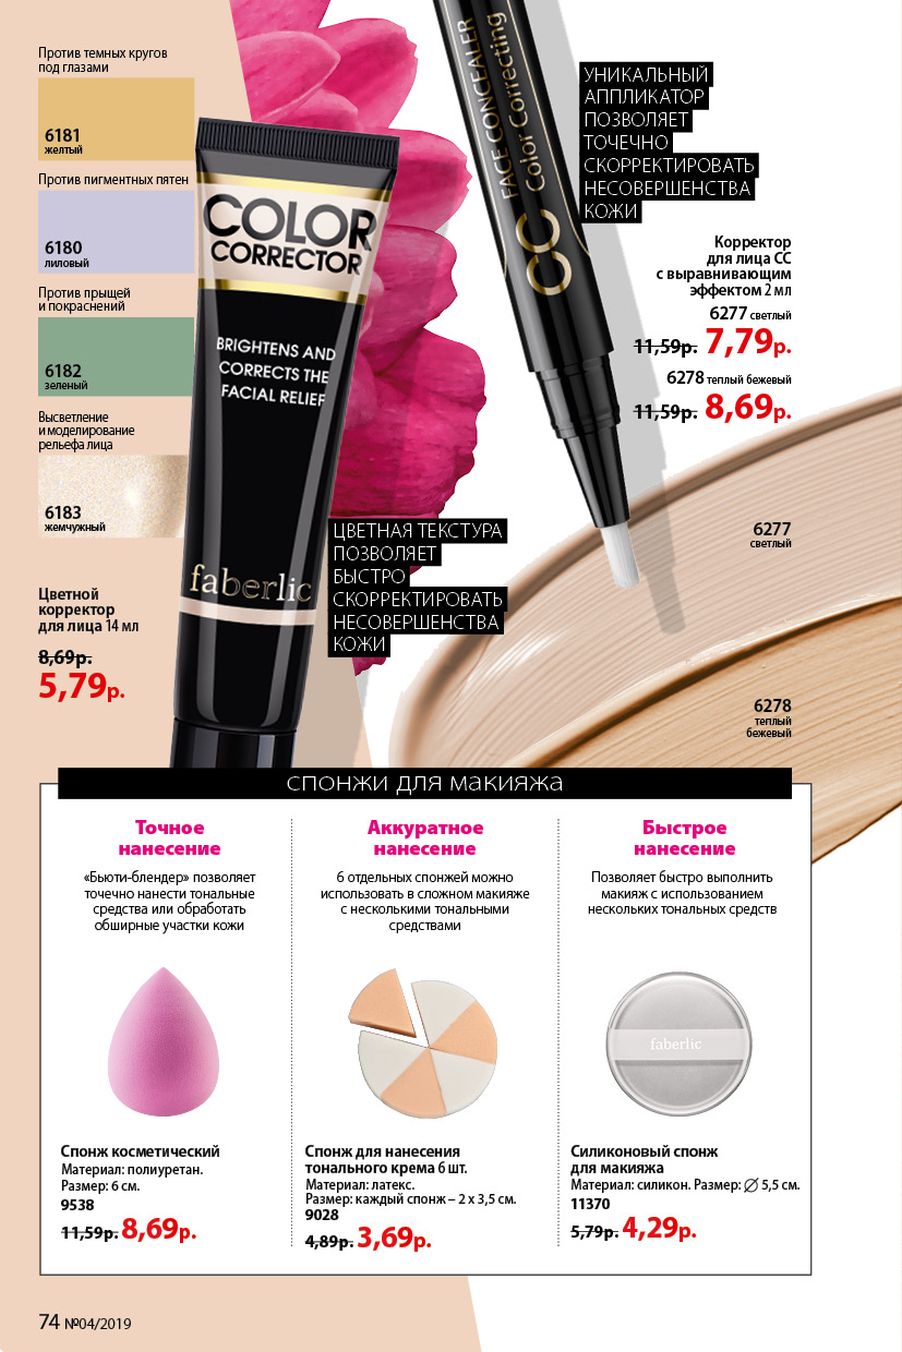 Против темных кругов
под глазами
6181
желтый
Против пигментных пятен
6180
лиловый
Против прыщей
и покраснений
6182
зеленый
Высветление
и моделирование
рельефа лица
6183
жемчужный
Цветной
корректор
для лица 14 мл
8,69р.
5,79р.
COLOR
CORRECTOR
BRIGHTENS AND
CORRECTS THE
FACIAL RELIEF
faberlic
CC FACE CONCEALER
Color Correcting
УНИКАЛЬНЫЙ
АППЛИКАТОР
ПОЗВОЛЯЕТ
ТОЧЕЧНО
СКОРРЕКТИРОВАТЬ
НЕСОВЕРШЕНСТВА
КОЖИ
Корректор
для лица СС
с выравнивающим
эффектом 2 мл
6277 светлый
11,59р. 7,79р.
6278 теплый бежевый
11,59р. 8,69р.
ЦВЕТНАЯ ТЕКСТУРА
ПОЗВОЛЯЕТ
БЫСТРО
СКОРРЕКТИРОВАТЬ
НЕСОВЕРШЕНСТВА
КОЖИ
6277
светлый
6278
теплый
бежевый
СПОНЖИ ДЛЯ МАКИЯЖА
Точное
нанесение
«Бьюти-блендер» позволяет
точечно нанести тональные
средства или обработать
обширные участки кожи
Спонж косметический
Материал: полиуретан.
Размер: 6 см.
9538
11,59р. 8,69р.
Аккуратное
нанесение
6 отдельных спонжей можно
использовать в сложном макияже
с несколькими тональными
средствами
Спонж для нанесения
тонального крема 6 шт.
Материал: латекс.
Размер: каждый спонж – 2 х 3,5 см.
9028
4,89р. 3,69р.
Быстрое
нанесение
Позволяет быстро выполнить
макияж с использованием
нескольких тональных средств
faberlic
Силиконовый спонж
для макияжа
Материал: силикон. Размер: ∅ 5,5 см.
11370
5,79р. 4,29р.
74 №04/2019